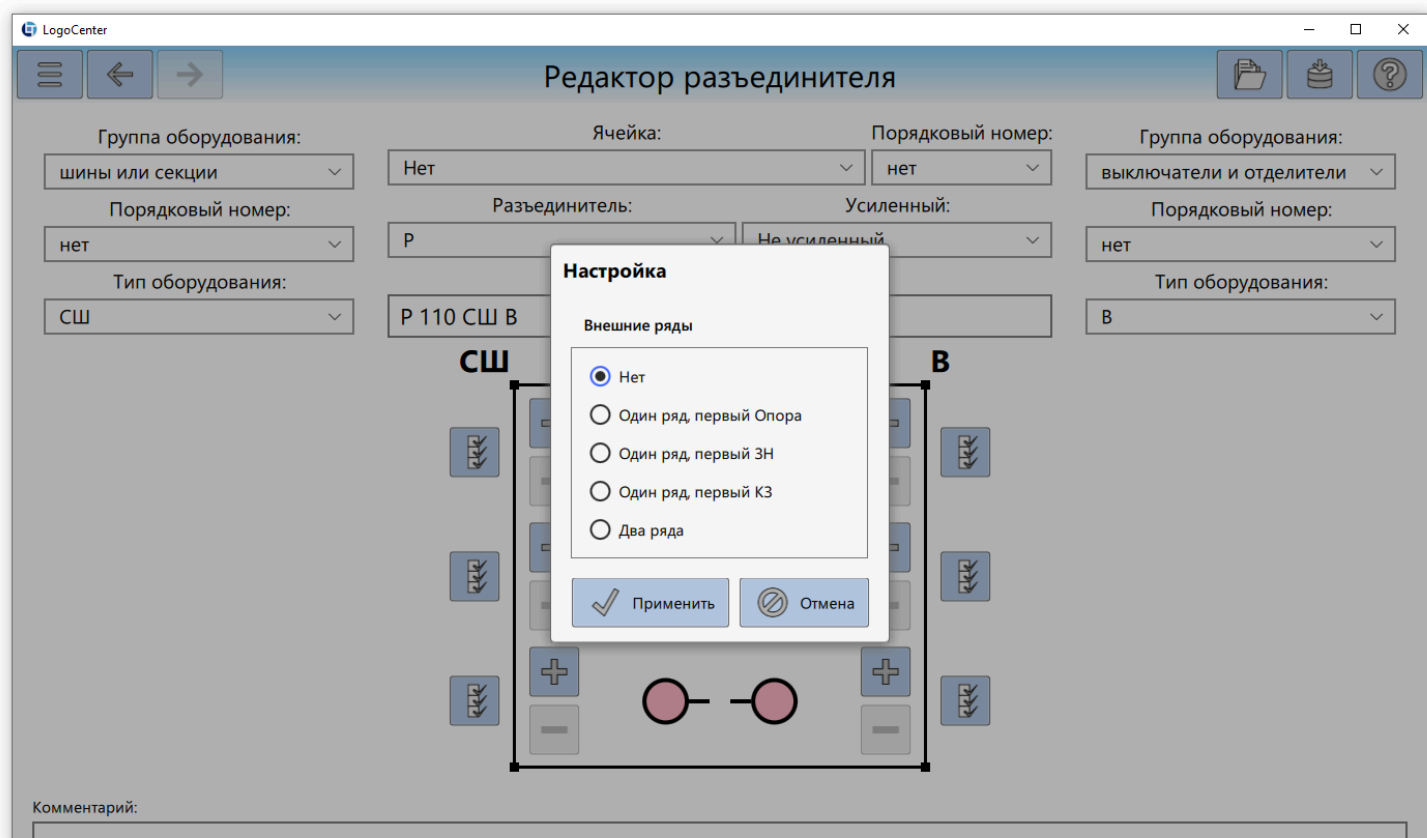 LogoCenter
Редактор разъединителя
Группа оборудования:
шины или секции
Порядковый номер:
нет
Тип оборудования:
СШ
Ячейка:
Нет
Порядковый номер:
нет
Разъединитель:
Р
Усиленный:
Не усиленный
Р 110 СШ В
Группа оборудования:
выключатели и отделители
Порядковый номер:
нет
Тип оборудования:
В
СШ
В
Настройка
Внешние ряды
Нет
Один ряд, первый Опора
Один ряд, первый ЗН
Один ряд, первый КЗ
Два ряда
Применить
Отмена
Комментарий: